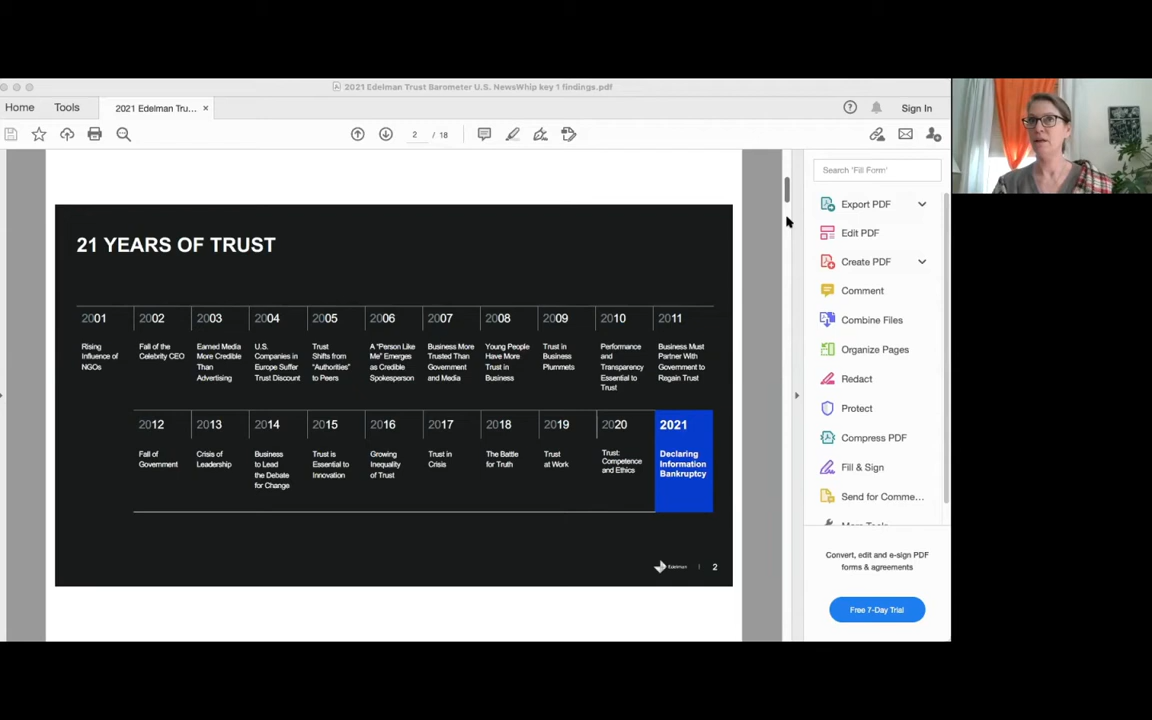 2021 Edelman Trust Barometer U.S. NewsWhip key 1 findings.pdf
Home Tools 2021 Edelman Tru... × Sign In
2 / 18
Search 'Fill Form'
Export PDF
Edit PDF
Create PDF
Comment
Combine Files
Organize Pages
Redact
Protect
Compress PDF
Fill & Sign
Send for Comme...
More Tools
Convert, edit and e-sign PDF
forms & agreements
Free 7-Day Trial
21 YEARS OF TRUST
2001
Rising
Influence of
NGOs
2002
Fall of the
Celebrity CEO
2003
Earned Media
More Credible
Than
Advertising
2004
U.S.
Companies in
Europe Suffer
Trust Discount
2005
Trust
Shifts from
"Authorities"
to Peers
2006
A "Person Like
Me" Emerges
as Credible
Spokesperson
2007
Business More
Trusted Than
Government
and Media
2008
Young People
Have More
Trust in
Business
2009
Trust in
Business
Plummets
2010
Performance
and
Transparency
Essential to
Trust
2011
Business Must
Partner With
Government to
Regain Trust
2012
Fall of
Government
2013
Crisis of
Leadership
2014
Business
to Lead
the Debate
for Change
2015
Trust is
Essential to
Innovation
2016
Growing
Inequality
of Trust
2017
Trust in
Crisis
2018
The Battle
for Truth
2019
Trust
at Work
2020
Trust:
Competence
and Ethics
2021
Declaring
Information
Bankruptcy
Edelman | 2